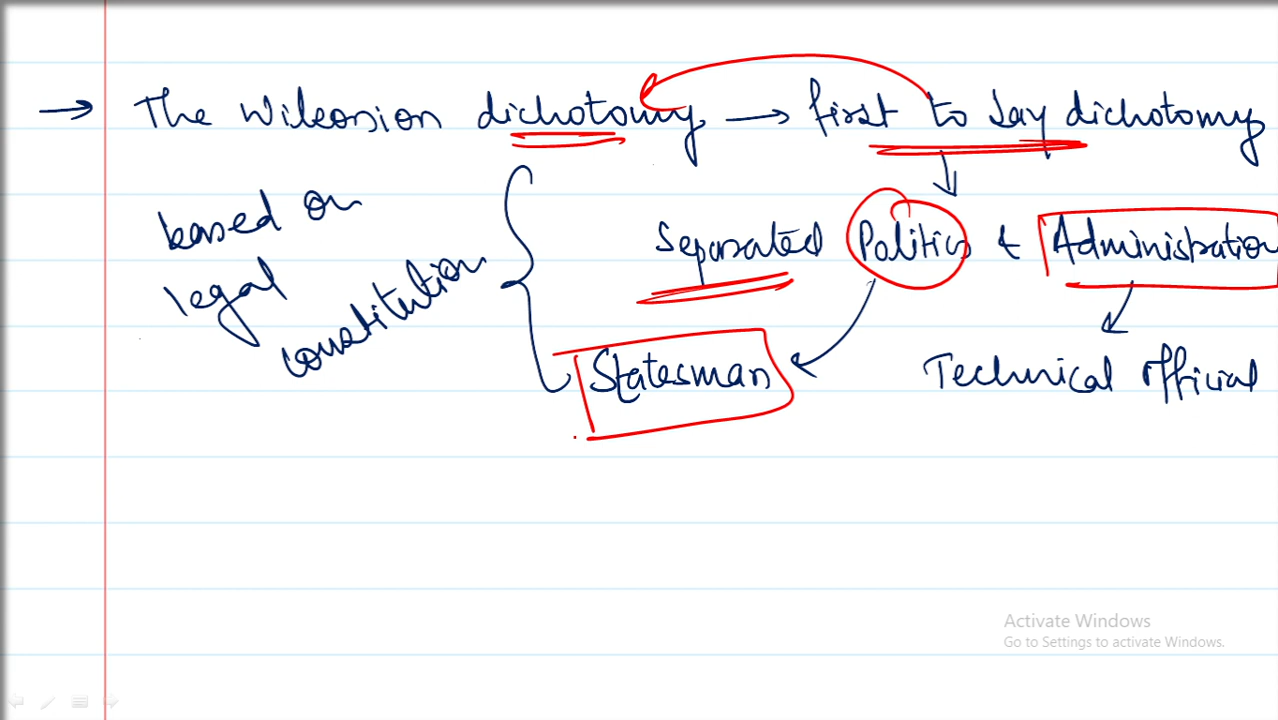 → The Wilcosion dichotomy → first to say dichotomy
Separated Politics & Administration
based on
legal
constitution
Statesman
Technical official
Activate Windows
Go to Settings to activate Windows.